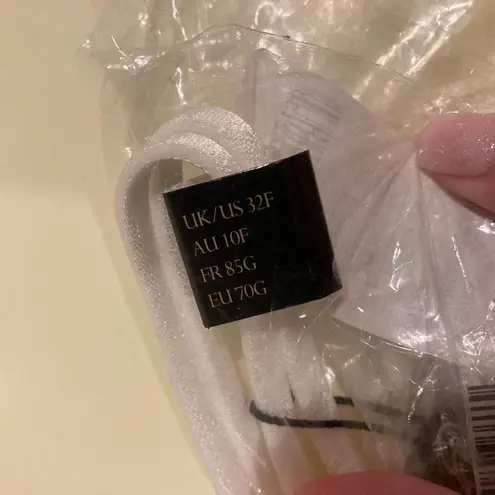 UK/US 32F
AU 10F
FR 85G
EU 70G